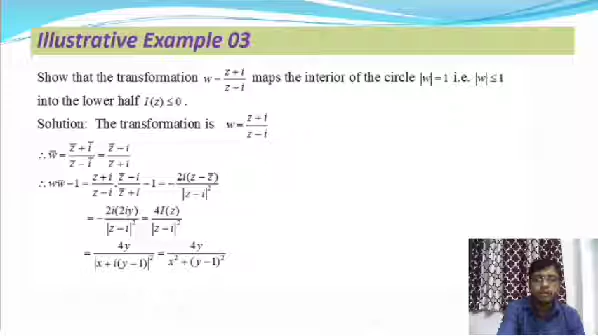 Illustrative Example 03
Show that the transformation w = (z+i)/(z−i) maps the interior of the circle |w|=1 i.e. |w| ≤ 1
into the lower half I(z) ≤ 0 .
Solution: The transformation is w = (z+i)/(z−i)
∴ w̄ = (z̄ + ī)/(z̄ − ī) = (z̄ − i)/(z̄ + i)
∴ ww̄ − 1 = (z+i)/(z−i) · (z̄−i)/(z̄+i) − 1 = − 2i(z − z̄)/|z−i|²
= − 2i(2iy)/|z−i|² = 4I(z)/|z−i|²
= 4y/|x+i(y−1)|² = 4y/(x²+(y−1)²)